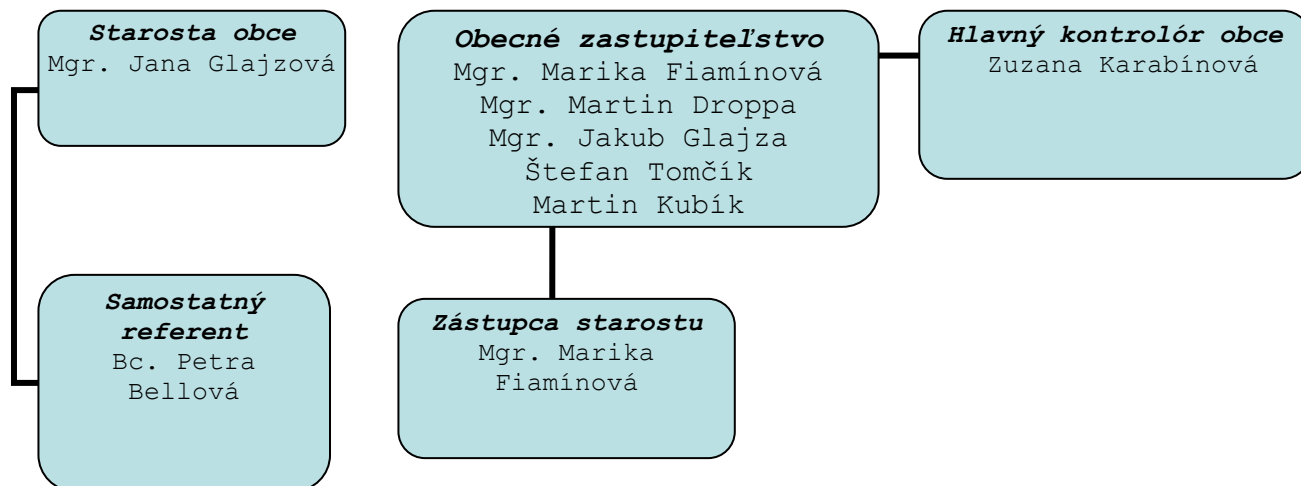 Starosta obce
Mgr. Jana Glajzová
Obecné zastupiteľstvo
Mgr. Marika Fiamínová
Mgr. Martin Droppa
Mgr. Jakub Glajza
Štefan Tomčík
Martin Kubík
Hlavný kontrolór obce
Zuzana Karabínová
Samostatný
referent
Bc. Petra
Bellová
Zástupca starostu
Mgr. Marika
Fiamínová